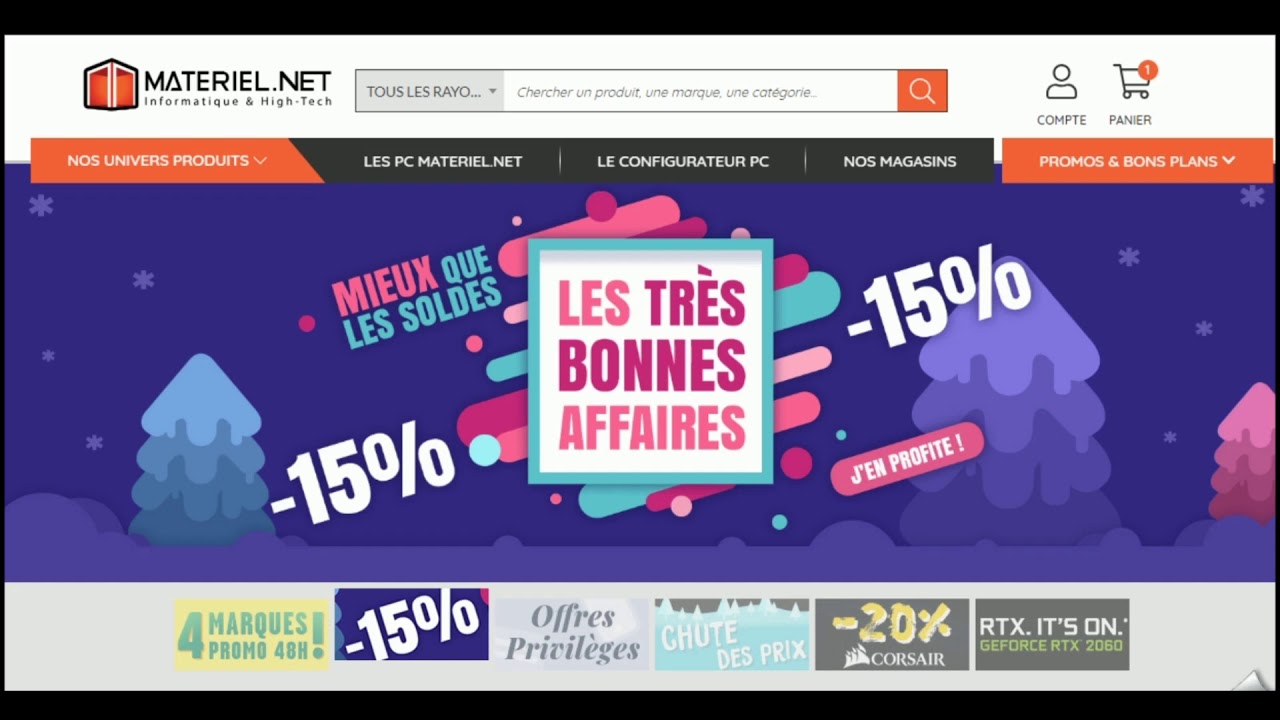 MATERIEL.NET
Informatique & High-Tech
TOUS LES RAYO...
Chercher un produit, une marque, une catégorie...
1
COMPTE
PANIER
NOS UNIVERS PRODUITS
LES PC MATERIEL.NET
LE CONFIGURATEUR PC
NOS MAGASINS
PROMOS & BONS PLANS
MIEUX QUE
LES SOLDES
LES TRÈS
BONNES
AFFAIRES
-15%
-15%
J'EN PROFITE !
4 MARQUES !
PROMO 48H
-15%
Offres
Privilèges
CHUTE
DES PRIX
-20%
CORSAIR
RTX. IT'S ON.*
GEFORCE RTX 2060